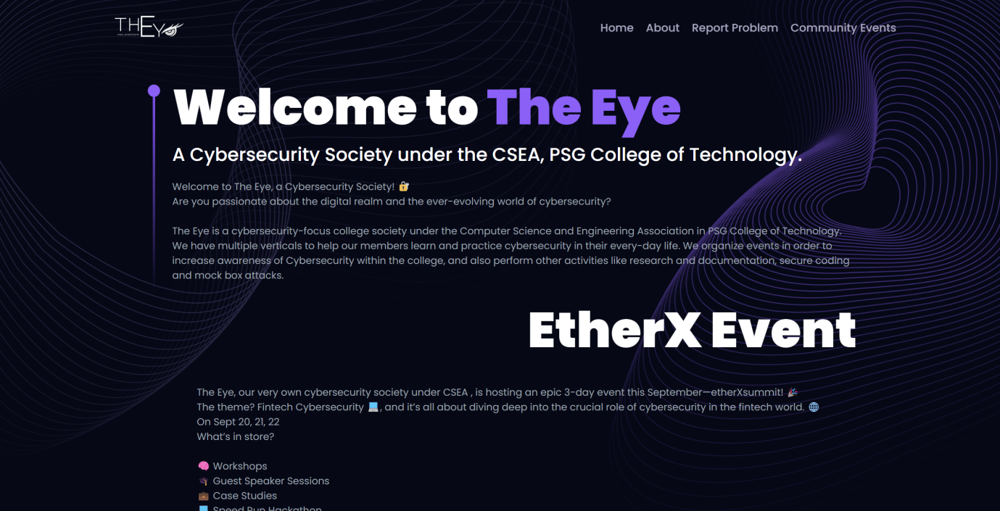 THEy
Home About Report Problem Community Events
Welcome to The Eye
A Cybersecurity Society under the CSEA, PSG College of Technology.
Welcome to The Eye, a Cybersecurity Society! 🔐
Are you passionate about the digital realm and the ever-evolving world of cybersecurity?
The Eye is a cybersecurity-focus college society under the Computer Science and Engineering Association in PSG College of Technology.
We have multiple verticals to help our members learn and practice cybersecurity in their every-day life. We organize events in order to
increase awareness of Cybersecurity within the college, and also perform other activities like research and documentation, secure coding
and mock box attacks.
EtherX Event
The Eye, our very own cybersecurity society under CSEA , is hosting an epic 3-day event this September—etherXsummit! 🎉
The theme? Fintech Cybersecurity 💻, and it’s all about diving deep into the crucial role of cybersecurity in the fintech world. 🌐
On Sept 20, 21, 22
What’s in store?
🧠 Workshops
🎓 Guest Speaker Sessions
💼 Case Studies
💻 Speed Run Hackathon